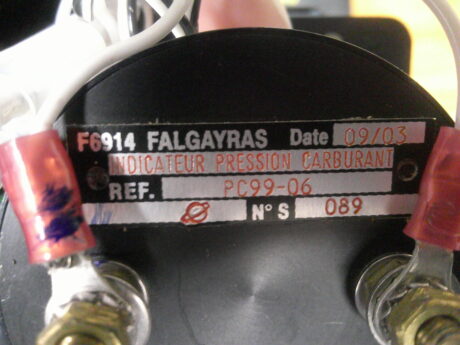 F6914 FALGAYRAS Date 09/03
INDICATEUR PRESSION CARBURANT
REF. PC99-06
N° S 089